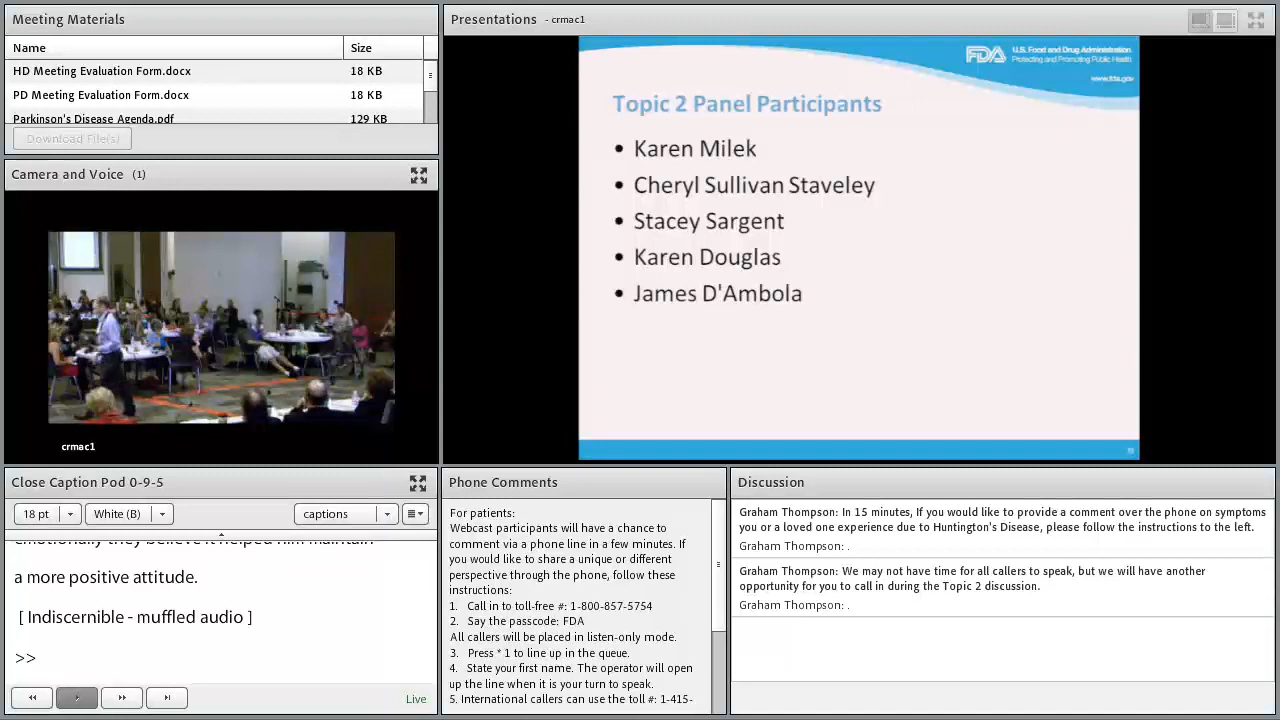 Meeting Materials
Name Size
HD Meeting Evaluation Form.docx 18 KB
PD Meeting Evaluation Form.docx 18 KB
Parkinson's Disease Agenda.pdf 129 KB
Download File(s)
Camera and Voice (1)
crmac1
Presentations - crmac1
FDA U.S. Food and Drug Administration
Protecting and Promoting Public Health
www.fda.gov
Topic 2 Panel Participants
• Karen Milek
• Cheryl Sullivan Staveley
• Stacey Sargent
• Karen Douglas
• James D'Ambola
Close Caption Pod 0-9-5
18 pt White (B) captions
emotionally they believe it helped him maintain
a more positive attitude.
[ Indiscernible - muffled audio ]
>>
Live
Phone Comments
For patients:
Webcast participants will have a chance to
comment via a phone line in a few minutes. If
you would like to share a unique or different
perspective through the phone, follow these
instructions:
1. Call in to toll-free #: 1-800-857-5754
2. Say the passcode: FDA
All callers will be placed in listen-only mode.
3. Press * 1 to line up in the queue.
4. State your first name. The operator will open
up the line when it is your turn to speak.
5. International callers can use the toll #: 1-415-
Discussion
Graham Thompson: In 15 minutes, If you would like to provide a comment over the phone on symptoms
you or a loved one experience due to Huntington's Disease, please follow the instructions to the left.
Graham Thompson: .
Graham Thompson: We may not have time for all callers to speak, but we will have another
opportunity for you to call in during the Topic 2 discussion.
Graham Thompson: .